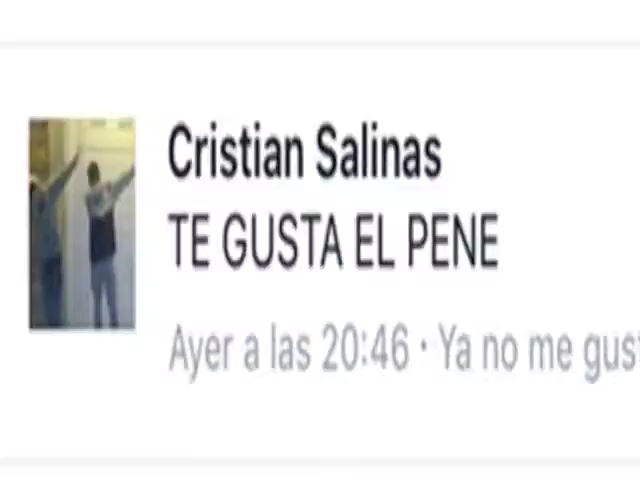 Cristian Salinas
TE GUSTA EL PENE
Ayer a las 20:46 · Ya no me gust